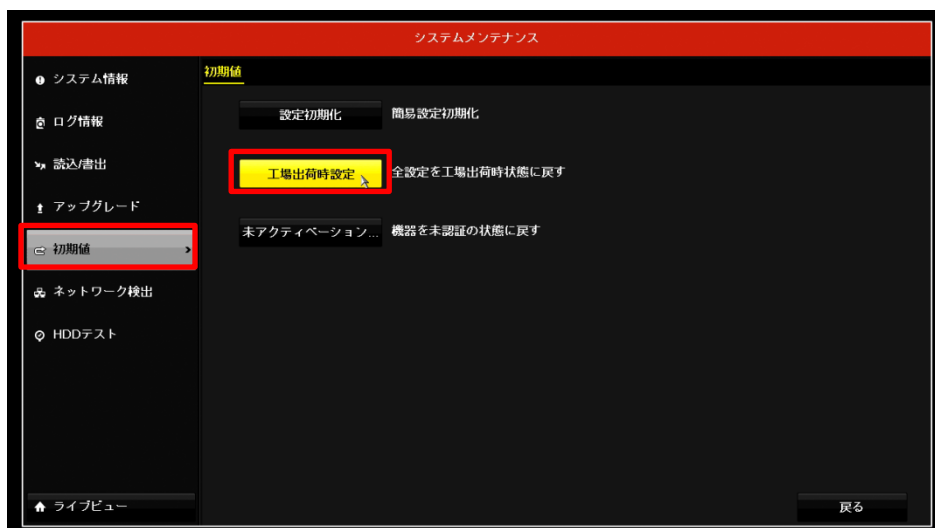 システムメンテナンス
システム情報
ログ情報
読込/書出
アップグレード
初期値
ネットワーク検出
HDDテスト
ライブビュー
初期値
設定初期化 簡易設定初期化
工場出荷時設定 全設定を工場出荷時状態に戻す
未アクティベーション... 機器を未認証の状態に戻す
戻る